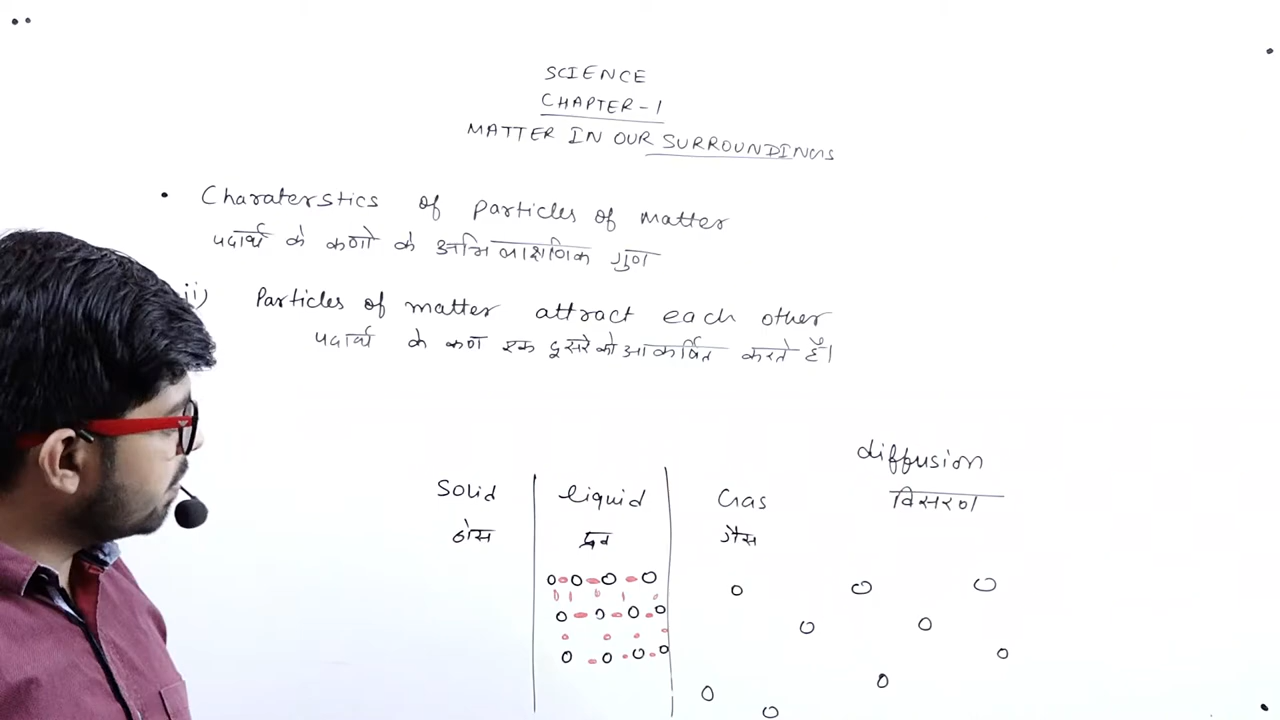 SCIENCE
CHAPTER-1
MATTER IN OUR SURROUNDINGS
• Charaterstics of Particles of Matter
पदार्थ के कणो के अभिलाक्षणिक गुण
ii) Particles of matter attract each other
पदार्थ के कण एक दूसरे को आकर्षित करते हैं।
diffusion
विसरण
Solid liquid Gas
ठोस द्रव गैस